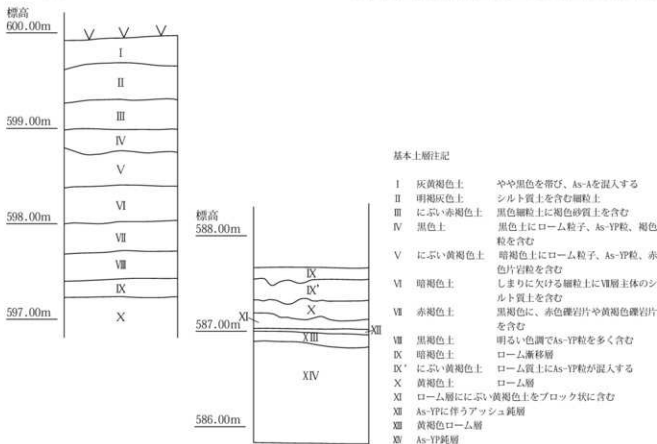 標高
600.00m
I
II
III
599.00m
IV
V
VI
598.00m
VII
VIII
IX
597.00m
X
標高
588.00m
IX
IX'
X
XI
587.00m
XII
XIII
XIV
586.00m
基本土層注記
I 灰黄褐色土 やや黒色を帯び、As-Aを混入する
II 明褐灰色土 シルト質土を含む細粒土
III にぶい赤褐色土 黒色細粒土に褐色砂質土を含む
IV 黒色土 黒色土にローム粒子、As-YP粒、褐色
粒を含む
V にぶい黄褐色土 暗褐色土にローム粒子、As-YP粒、赤
色片岩粒を含む
VI 暗褐色土 しまりに欠ける細粒土にVII層主体のシ
ルト質土を含む
VII 赤褐色土 黒褐色に、赤色礫岩片や黄褐色礫岩片
を含む
VIII 黒褐色土 明るい色調でAs-YP粒を多く含む
IX 暗褐色土 ローム漸移層
IX' にぶい黄褐色土 ローム質土にAs-YP粒が混入する
X 黄褐色土 ローム層
XI ローム層ににぶい黄褐色土をブロック状に含む
XII As-YPに伴うアッシュ純層
XIII 黄褐色ローム層
XIV As-YP純層